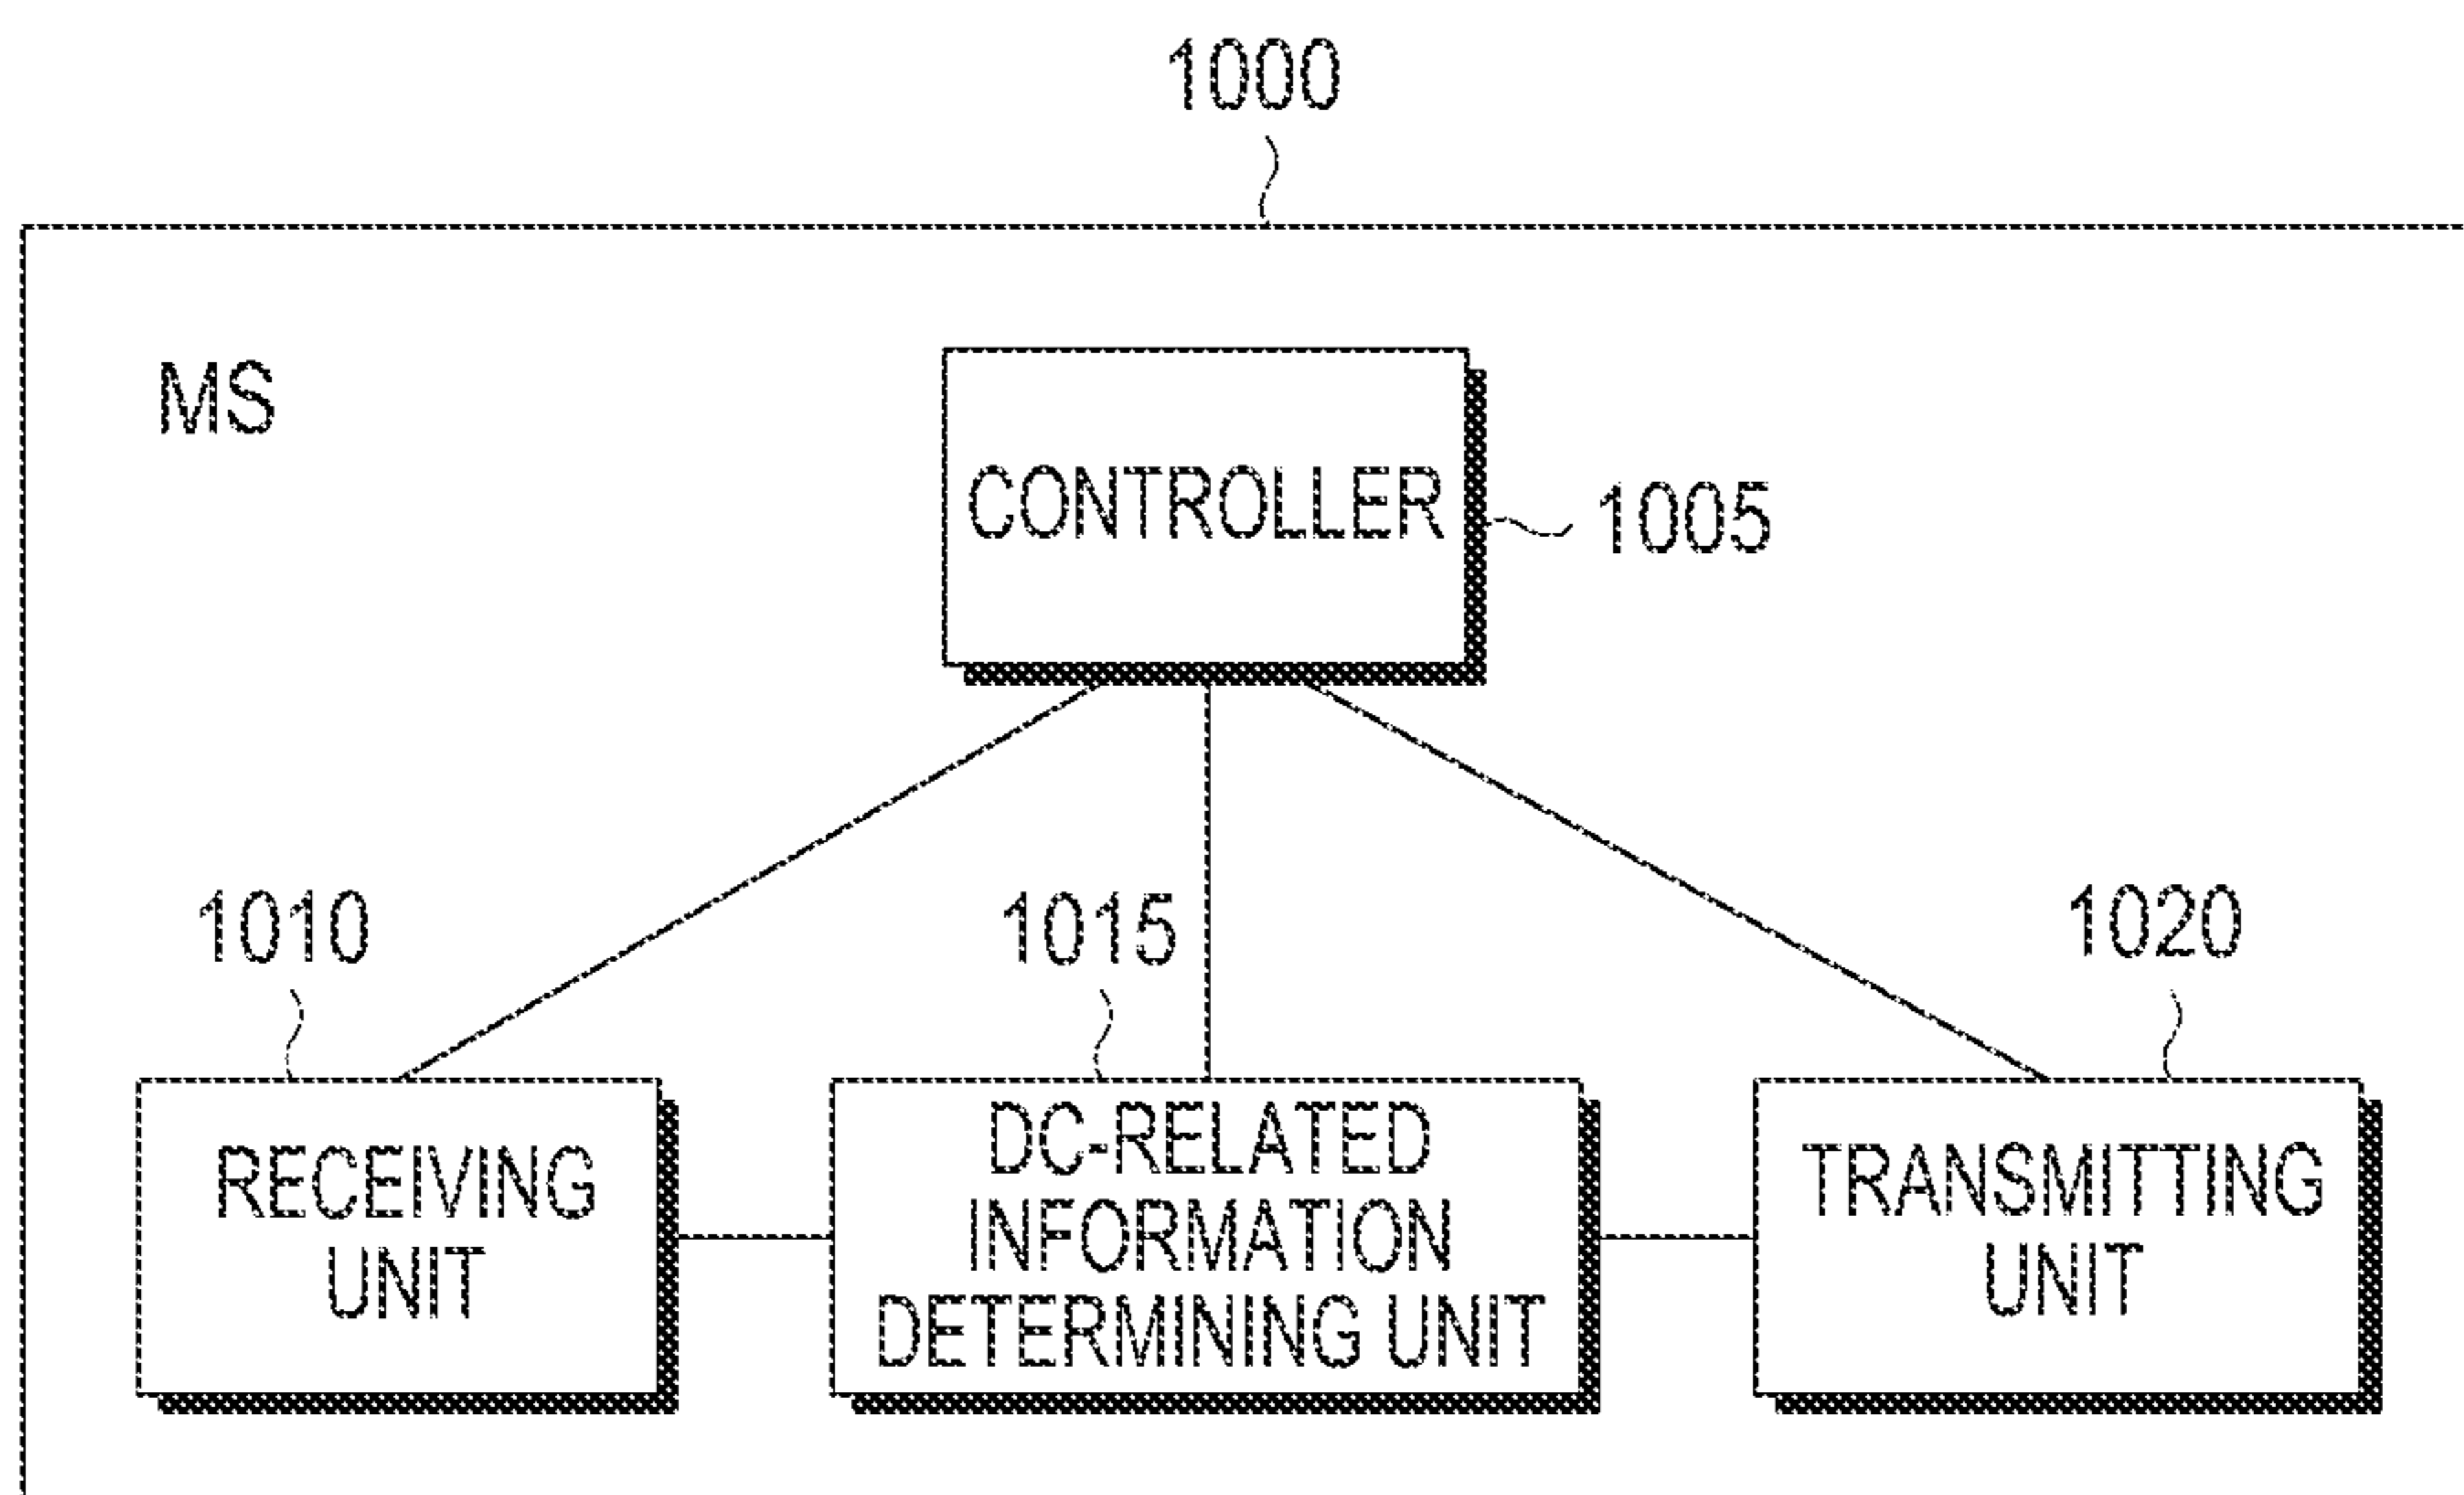 1000
MS
CONTROLLER
1005
1010
1015
1020
RECEIVING
UNIT
DC-RELATED
INFORMATION
DETERMINING UNIT
TRANSMITTING
UNIT